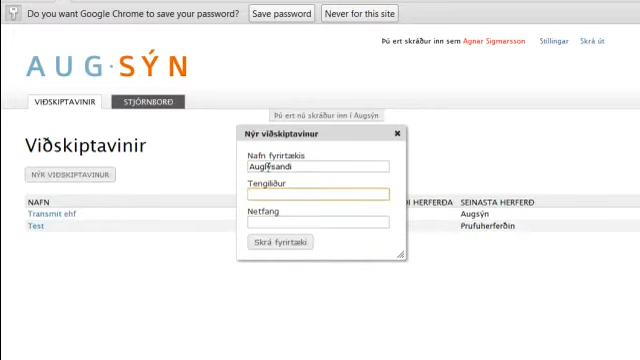 Do you want Google Chrome to save your password? Save password Never for this site
Þú ert skráður inn sem Agnar Sigmarsson Stillingar Skrá út
AUG·SÝN
VIÐSKIPTAVINIR STJÓRNBORÐ
Þú ert nú skráður inn í Augsýn
Nýr viðskiptavinur
Viðskiptavinir
Nafn fyrirtækis
Auglýsandi
NÝR VIÐSKIPTAVINUR
Tengiliður
NAFN HERFERÐA SEINASTA HERFERÐ
Transmit ehf Augsýn
Netfang
Test Prufuherferðin
Skrá fyrirtæki